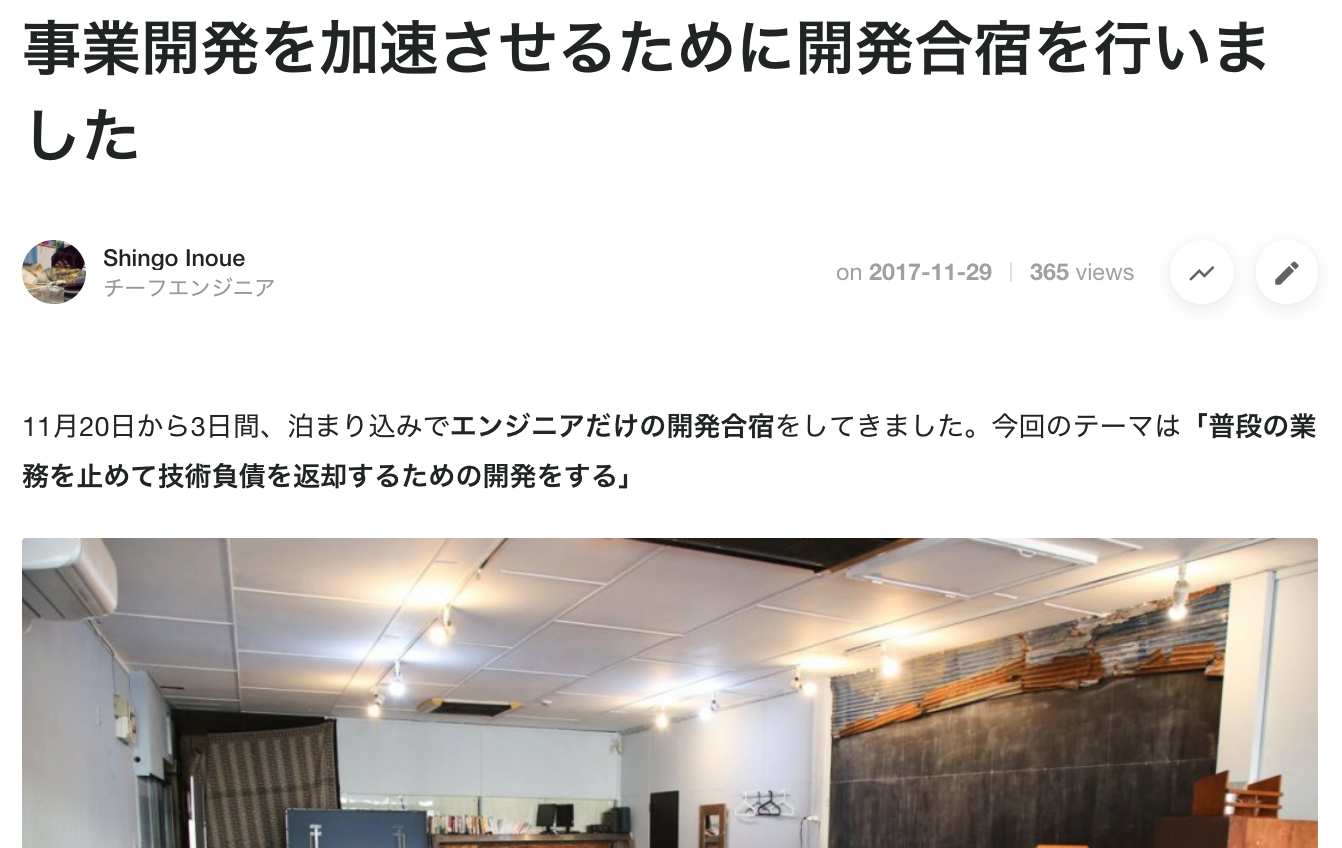 事業開発を加速させるために開発合宿を行いま
した
Shingo Inoue
チーフエンジニア
on 2017-11-29 | 365 views
11月20日から3日間、泊まり込みでエンジニアだけの開発合宿をしてきました。今回のテーマは「普段の業
務を止めて技術負債を返却するための開発をする」